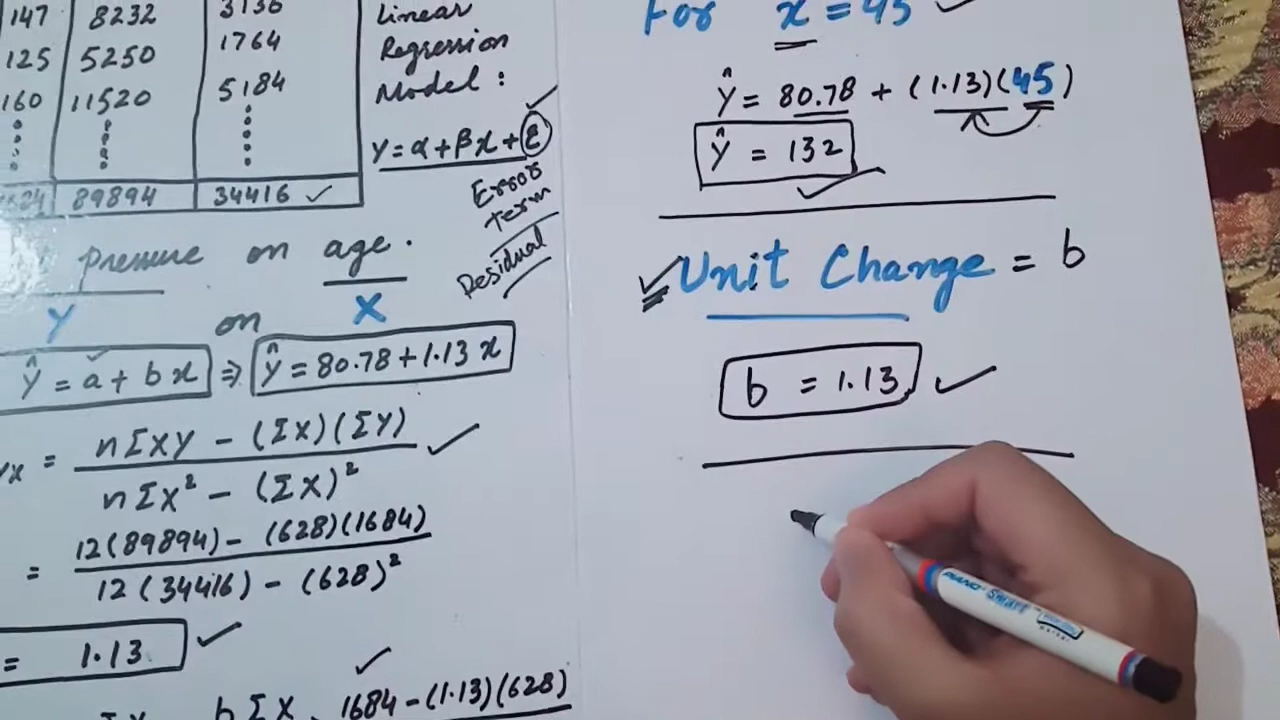 147 8232 3136
125 5250 1764
160 11520 5184
89894 34416 ✓
Linear
Regression
Model :
Y = α + βx + ε
Error
Term
Residual
pressure on age.
Y on X
Ŷ = a + bx ⇒ Ŷ = 80.78 + 1.13 x
= nΣXY - (ΣX)(ΣY)
nΣX² - (ΣX)²
= 12(89894) - (628)(1684)
12(34416) - (628)²
= 1.13
bΣX 1684 - (1.13)(628)
For x = 45
Ŷ = 80.78 + (1.13)(45)
Ŷ = 132
Unit Change = b
b = 1.13
PIANO Smart